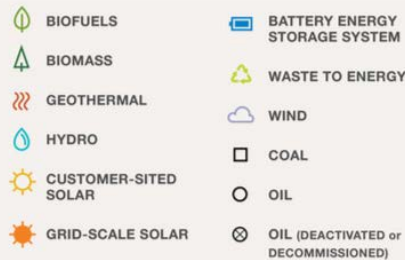 BIOFUELS
BIOMASS
GEOTHERMAL
HYDRO
CUSTOMER-SITED
SOLAR
GRID-SCALE SOLAR
BATTERY ENERGY
STORAGE SYSTEM
WASTE TO ENERGY
WIND
COAL
OIL
OIL (DEACTIVATED or
DECOMMISSIONED)